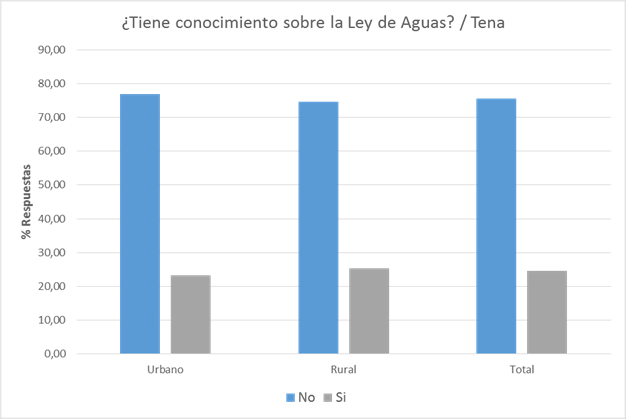 ¿Tiene conocimiento sobre la Ley de Aguas? / Tena
90,00
80,00
70,00
60,00
50,00
40,00
30,00
20,00
10,00
0,00
% Respuestas
Urbano Rural Total
No Si